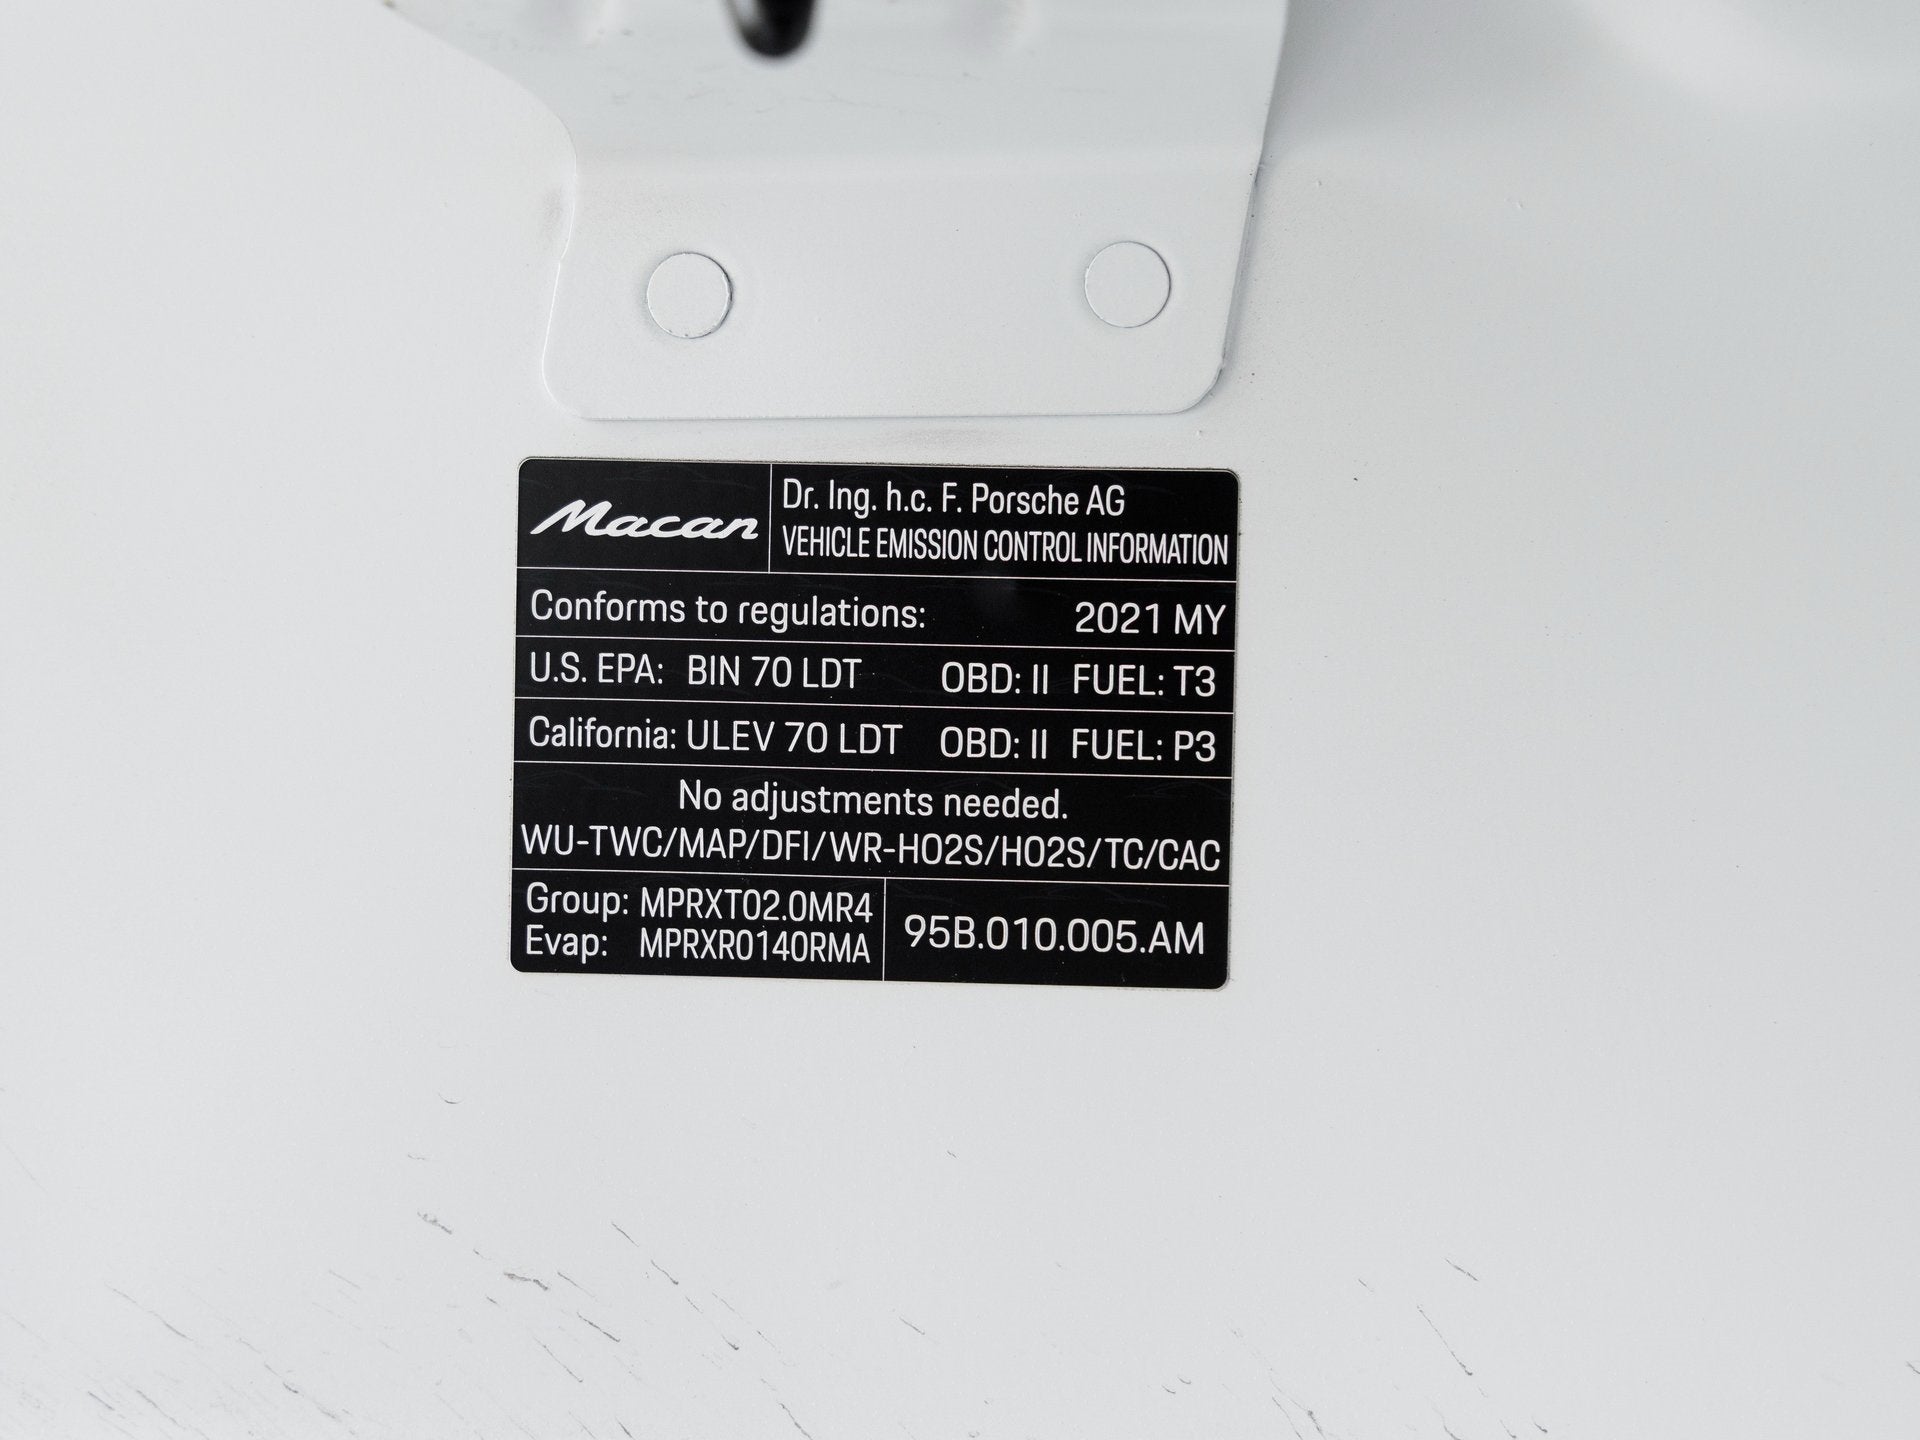 Macan
Dr. Ing. h.c. F. Porsche AG
VEHICLE EMISSION CONTROL INFORMATION
Conforms to regulations: 2021 MY
U.S. EPA: BIN 70 LDT OBD: II FUEL: T3
California: ULEV 70 LDT OBD: II FUEL: P3
No adjustments needed.
WU-TWC/MAP/DFI/WR-HO2S/HO2S/TC/CAC
Group: MPRXT02.0MR4
Evap: MPRXR0140RMA
95B.010.005.AM